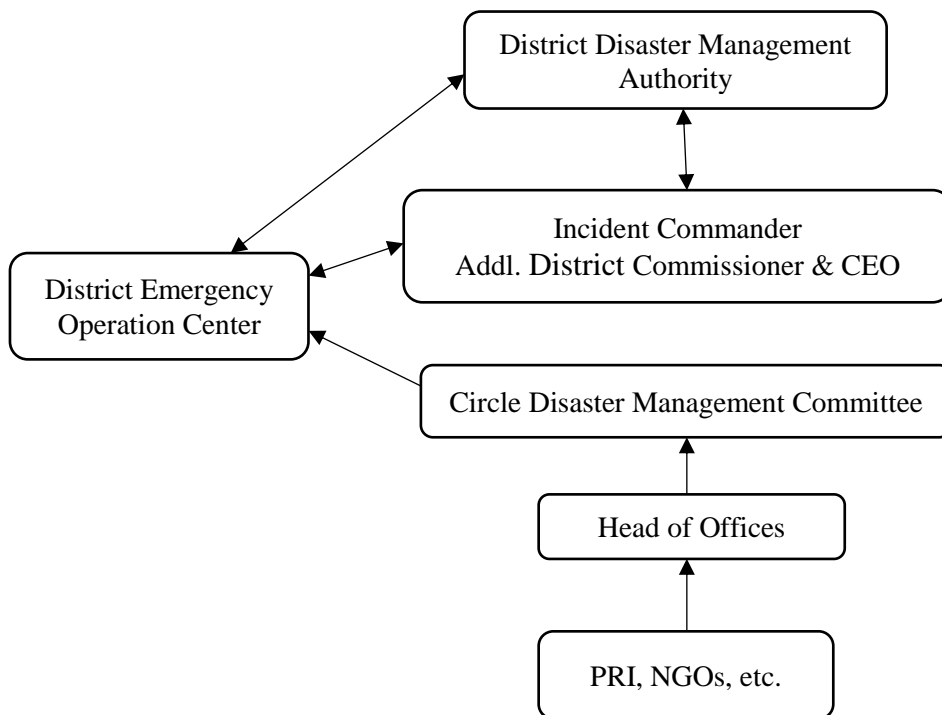 District Disaster Management
Authority
Incident Commander
Addl. District Commissioner & CEO
District Emergency
Operation Center
Circle Disaster Management Committee
Head of Offices
PRI, NGOs, etc.